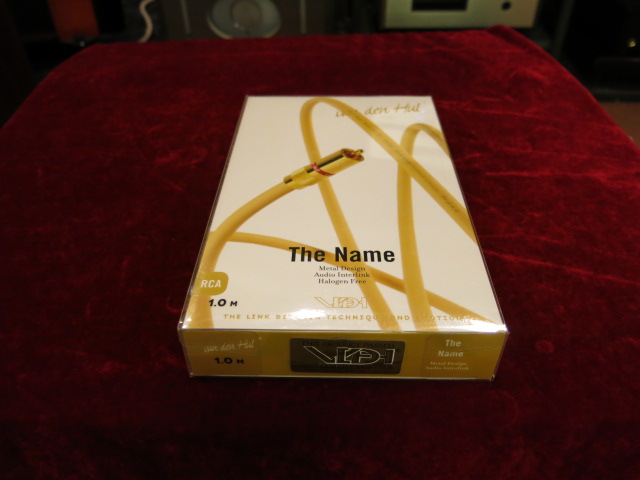 van den Hul
The Name
Metal Design
Audio Interlink
Halogen Free
RCA
1.0 M
VDH
THE LINK BETWEEN TECHNIQUE AND EMOTION
van den Hul
1.0 M
VDH
The
Name
Metal Design
Audio Interlink